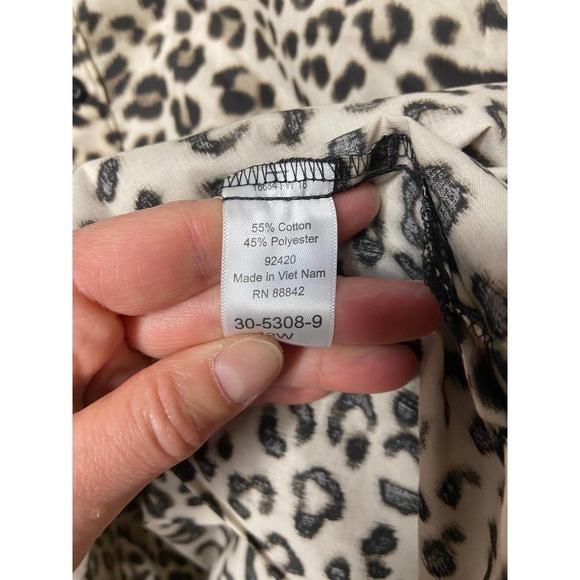 55% Cotton
45% Polyester
92420
Made in Viet Nam
RN 88842
30-5308-9